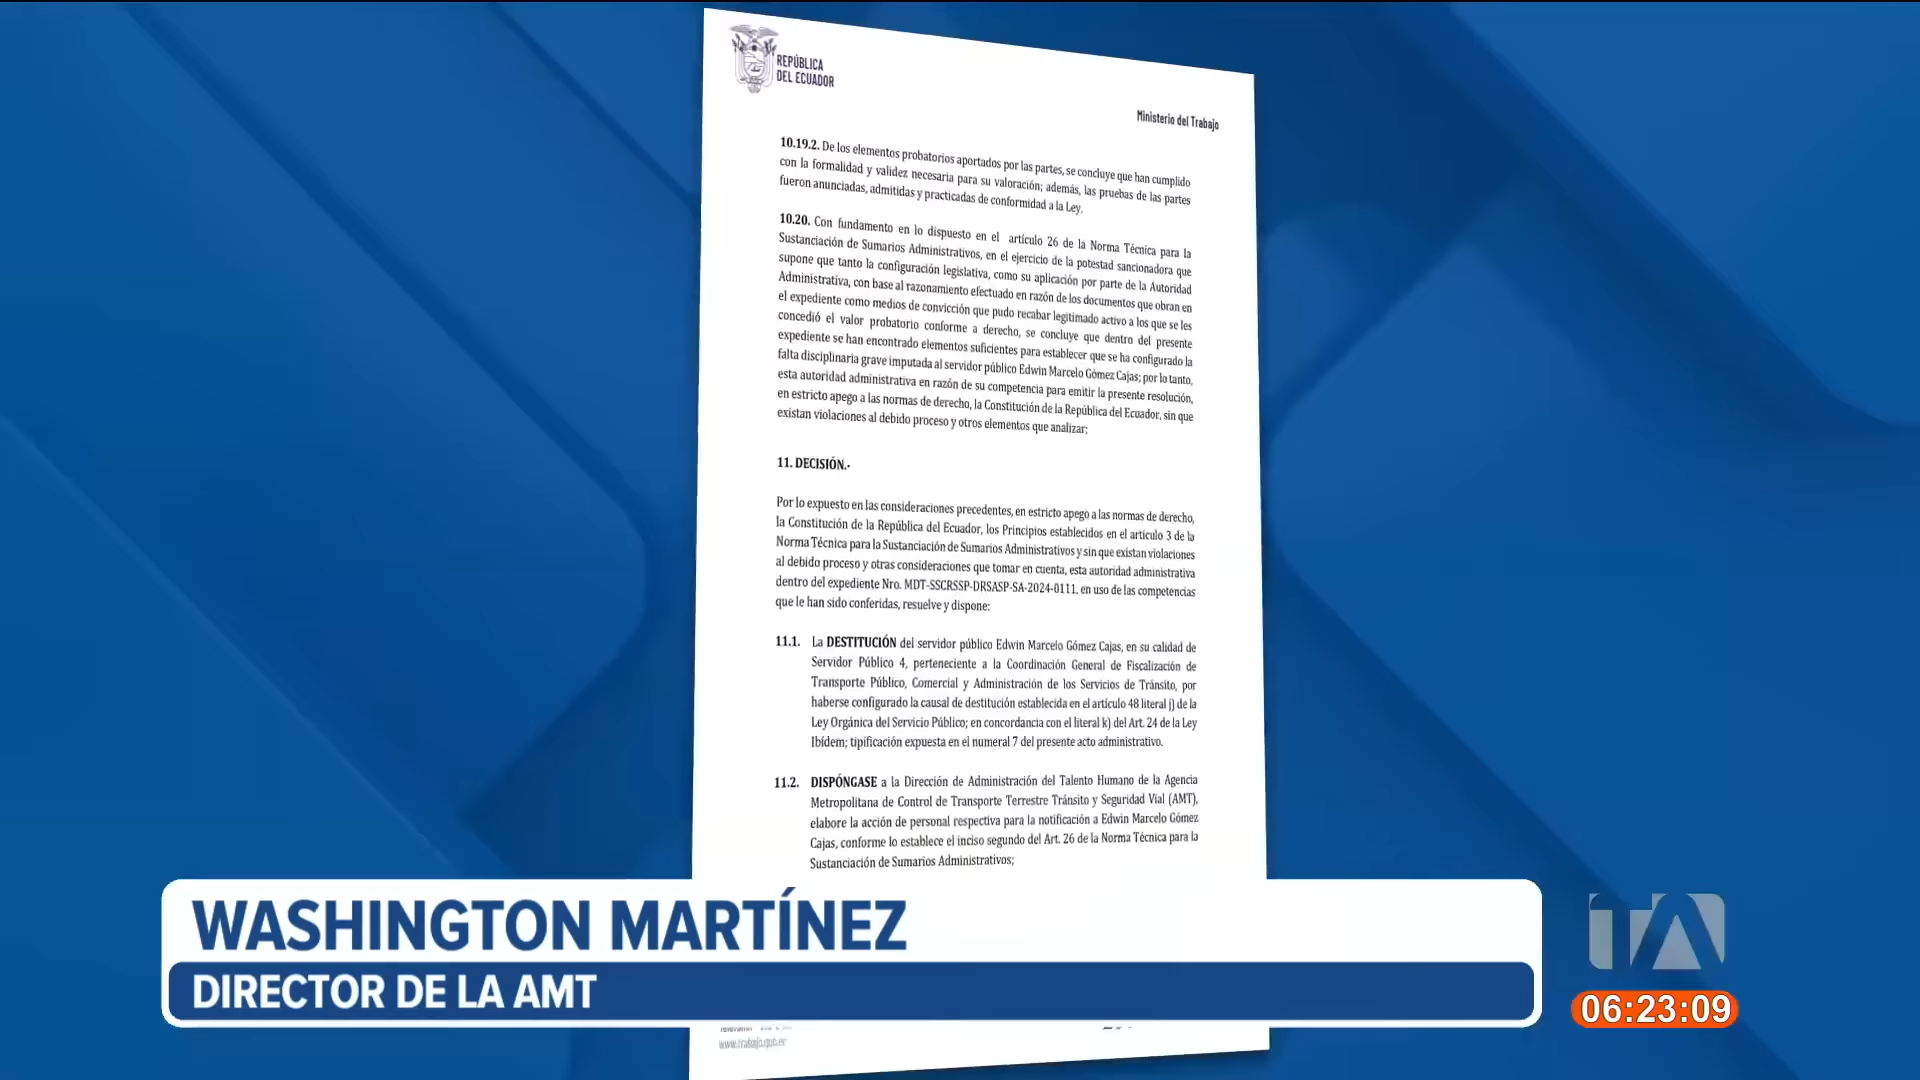 REPÚBLICA
DEL ECUADOR
Ministerio del Trabajo
10.19.2. De los elementos probatorios aportados por las partes, se concluye que han cumplido
con la formalidad y validez necesaria para su valoración; además, las pruebas de las partes
fueron anunciadas, admitidas y practicadas de conformidad a la Ley.
10.20. Con fundamento en lo dispuesto en el artículo 26 de la Norma Técnica para la
Sustanciación de Sumarios Administrativos, en el ejercicio de la potestad sancionadora que
supone que tanto la configuración legislativa, como su aplicación por parte de la Autoridad
Administrativa, con base al razonamiento efectuado en razón de los documentos que obran en
el expediente como medios de convicción que pudo recabar legitimado activo a los que se les
concedió el valor probatorio conforme a derecho, se concluye que dentro del presente
expediente se han encontrado elementos suficientes para establecer que se ha configurado la
falta disciplinaria grave imputada al servidor público Edwin Marcelo Gómez Cajas; por lo tanto,
esta autoridad administrativa en razón de su competencia para emitir la presente resolución,
en estricto apego a las normas de derecho, la Constitución de la República del Ecuador, sin que
existan violaciones al debido proceso y otros elementos que analizar;
11. DECISIÓN.-
Por lo expuesto en las consideraciones precedentes, en estricto apego a las normas de derecho,
la Constitución de la República del Ecuador, los Principios establecidos en el artículo 3 de la
Norma Técnica para la Sustanciación de Sumarios Administrativos y sin que existan violaciones
al debido proceso y otras consideraciones que tomar en cuenta, esta autoridad administrativa
dentro del expediente Nro. MDT-SSCRSSP-DRSASP-SA-2024-0111, en uso de las competencias
que le han sido conferidas, resuelve y dispone:
11.1. La DESTITUCIÓN del servidor público Edwin Marcelo Gómez Cajas, en su calidad de
Servidor Público 4, perteneciente a la Coordinación General de Fiscalización de
Transporte Público, Comercial y Administración de los Servicios de Tránsito, por
haberse configurado la causal de destitución establecida en el artículo 48 literal j) de la
Ley Orgánica del Servicio Público; en concordancia con el literal k) del Art. 24 de la Ley
Ibídem; tipificación expuesta en el numeral 7 del presente acto administrativo.
11.2. DISPÓNGASE a la Dirección de Administración del Talento Humano de la Agencia
Metropolitana de Control de Transporte Terrestre Tránsito y Seguridad Vial (AMT),
elabore la acción de personal respectiva para la notificación a Edwin Marcelo Gómez
Cajas, conforme lo establece el inciso segundo del Art. 26 de la Norma Técnica para la
Sustanciación de Sumarios Administrativos;
WASHINGTON MARTÍNEZ
DIRECTOR DE LA AMT
TA
06:23:09
www.trabajo.gob.ec